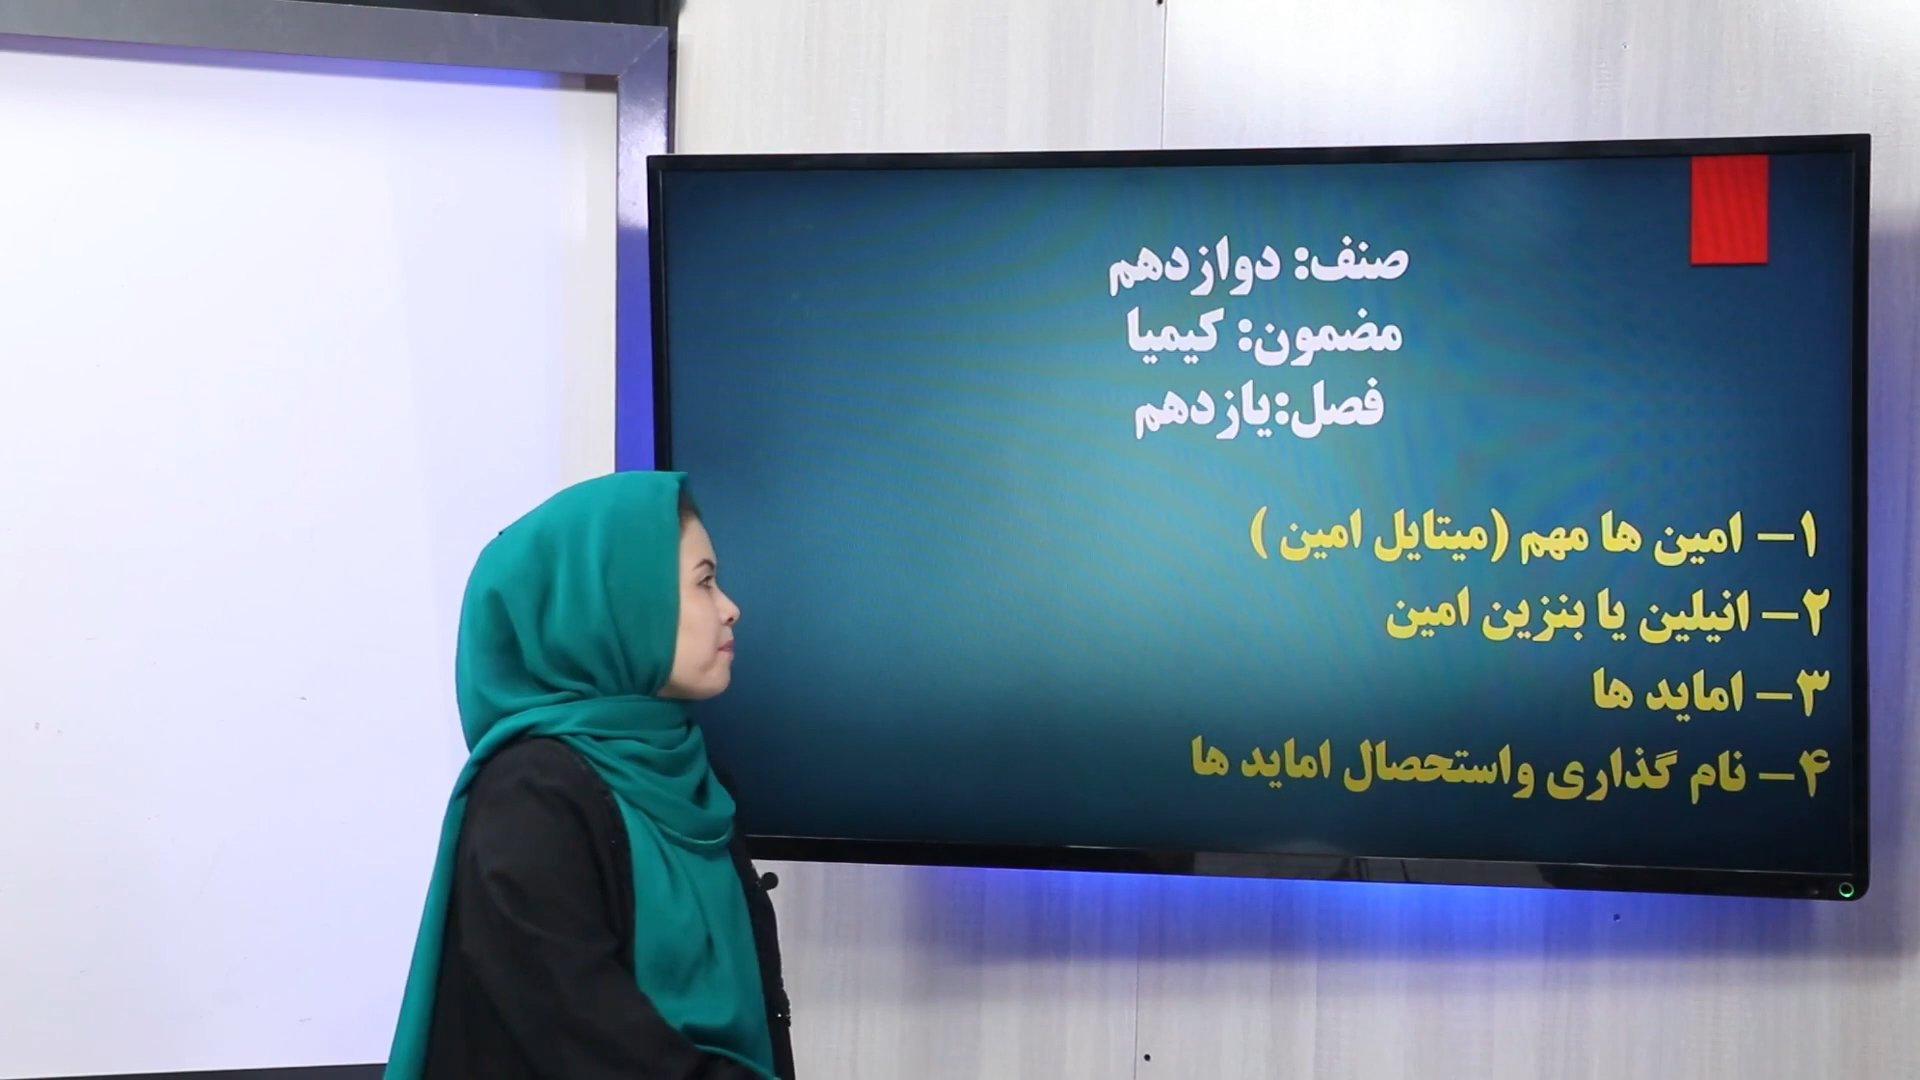 صنف: دوازدهم
مضمون: کیمیا
فصل:یازدهم
۱– امین ها مهم (میتایل امین )
۲– انیلین یا بنزین امین
۳– اماید ها
۴– نام گذاری واستحصال اماید ها